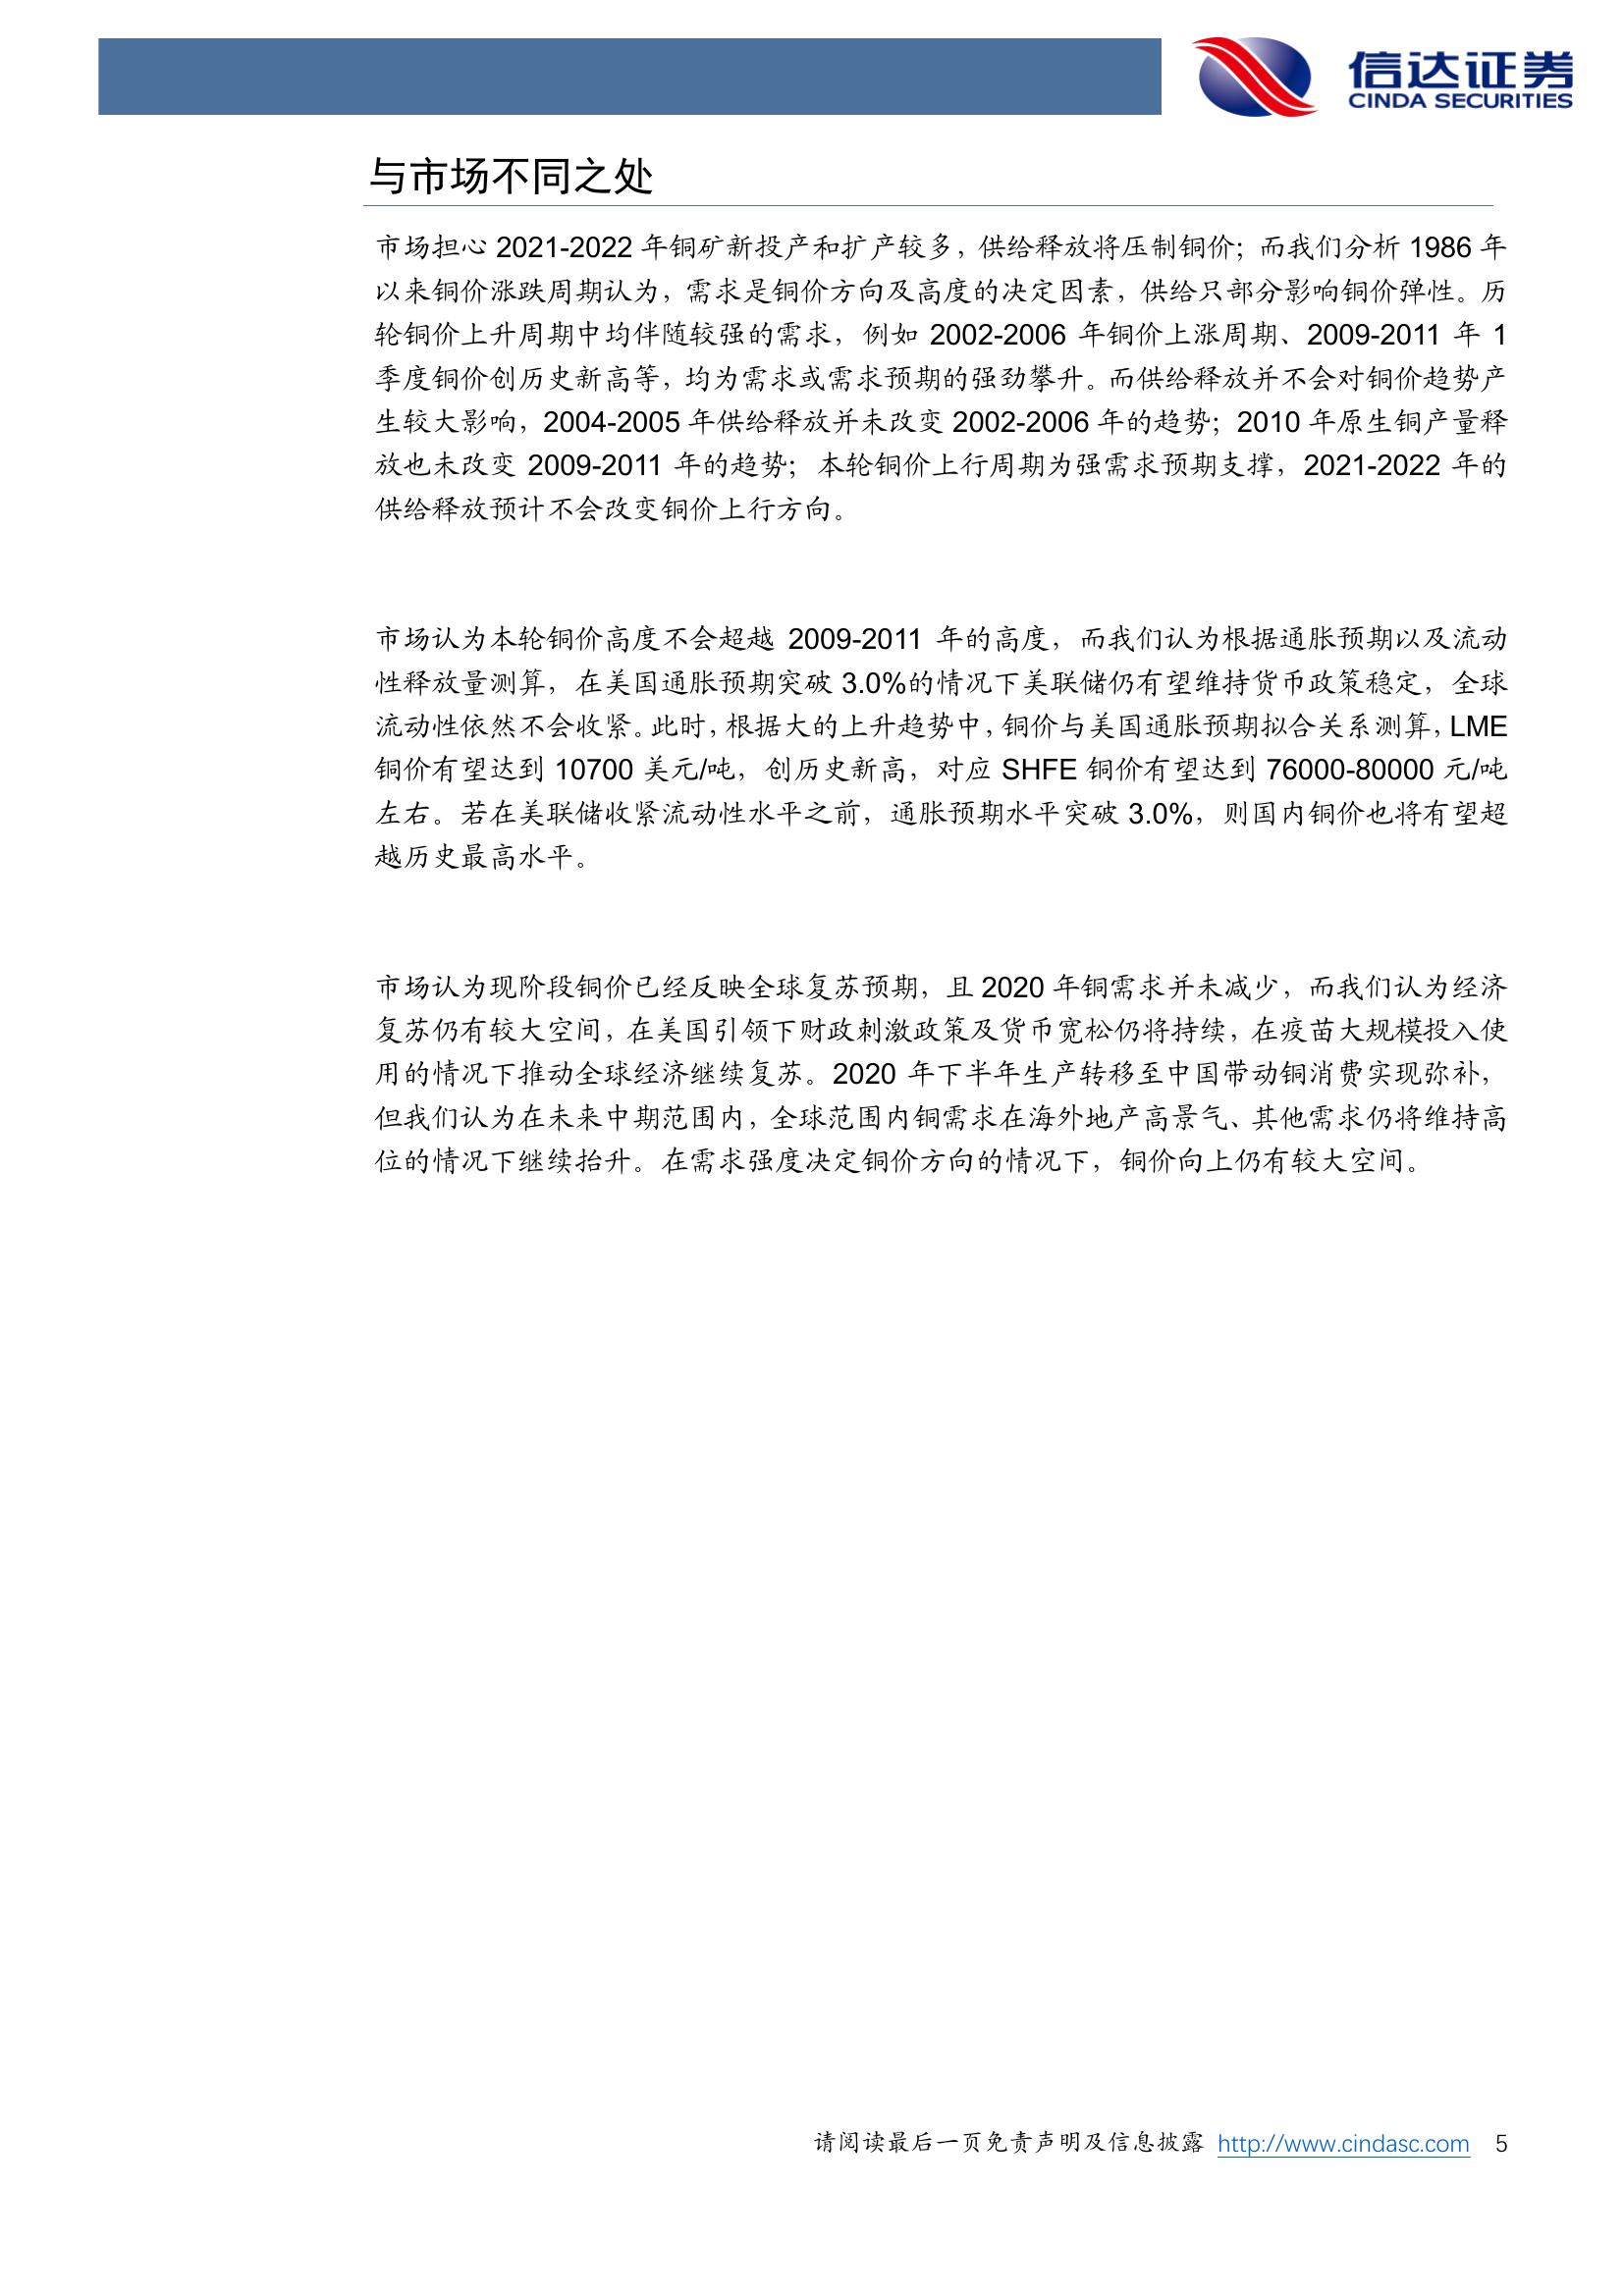 信达证券
CINDA SECURITIES
与市场不同之处
市场担心 2021-2022 年铜矿新投产和扩产较多，供给释放将压制铜价；而我们分析 1986 年
以来铜价涨跌周期认为，需求是铜价方向及高度的决定因素，供给只部分影响铜价弹性。历
轮铜价上升周期中均伴随较强的需求，例如 2002-2006 年铜价上涨周期、2009-2011 年 1
季度铜价创历史新高等，均为需求或需求预期的强劲攀升。而供给释放并不会对铜价趋势产
生较大影响，2004-2005 年供给释放并未改变 2002-2006 年的趋势；2010 年原生铜产量释
放也未改变 2009-2011 年的趋势；本轮铜价上行周期为强需求预期支撑，2021-2022 年的
供给释放预计不会改变铜价上行方向。
市场认为本轮铜价高度不会超越 2009-2011 年的高度，而我们认为根据通胀预期以及流动
性释放量测算，在美国通胀预期突破 3.0%的情况下美联储仍有望维持货币政策稳定，全球
流动性依然不会收紧。此时，根据大的上升趋势中，铜价与美国通胀预期拟合关系测算，LME
铜价有望达到 10700 美元/吨，创历史新高，对应 SHFE 铜价有望达到 76000-80000 元/吨
左右。若在美联储收紧流动性水平之前，通胀预期水平突破 3.0%，则国内铜价也将有望超
越历史最高水平。
市场认为现阶段铜价已经反映全球复苏预期，且 2020 年铜需求并未减少，而我们认为经济
复苏仍有较大空间，在美国引领下财政刺激政策及货币宽松仍将持续，在疫苗大规模投入使
用的情况下推动全球经济继续复苏。2020 年下半年生产转移至中国带动铜消费实现弥补，
但我们认为在未来中期范围内，全球范围内铜需求在海外地产高景气、其他需求仍将维持高
位的情况下继续抬升。在需求强度决定铜价方向的情况下，铜价向上仍有较大空间。
请阅读最后一页免责声明及信息披露 http://www.cindasc.com 5